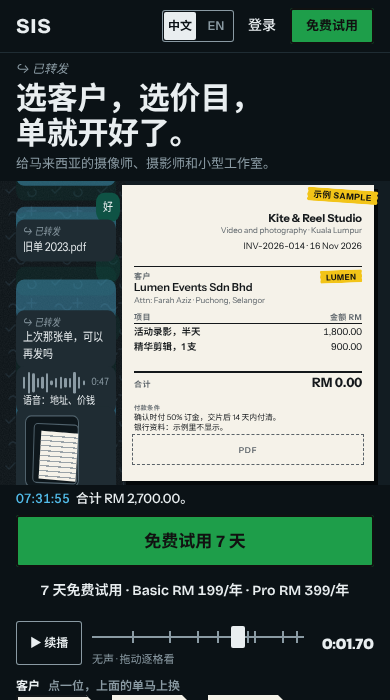 SIS
中文 EN
登录
免费试用
↪ 已转发
选客户，选价目，
单就开好了。
给马来西亚的摄像师、摄影师和小型工作室。
好
↪ 已转发
旧单 2023.pdf
↪ 已转发
上次那张单，可以
再发吗
0:47
语音：地址、价钱
示例 SAMPLE
Kite & Reel Studio
Video and photography · Kuala Lumpur
INV-2026-014 · 16 Nov 2026
客户
LUMEN
Lumen Events Sdn Bhd
Attn: Farah Aziz · Puchong, Selangor
项目 金额 RM
活动录影，半天 1,800.00
精华剪辑，1 支 900.00
合计 RM 0.00
付款条件
确认时付 50% 订金，交片后 14 天内付清。
银行资料：示例里不显示。
PDF
07:31:55 合计 RM 2,700.00。
免费试用 7 天
7 天免费试用 · Basic RM 199/年 · Pro RM 399/年
▶ 续播
0:01.70
无声 · 拖动逐格看
客户 点一位，上面的单马上换